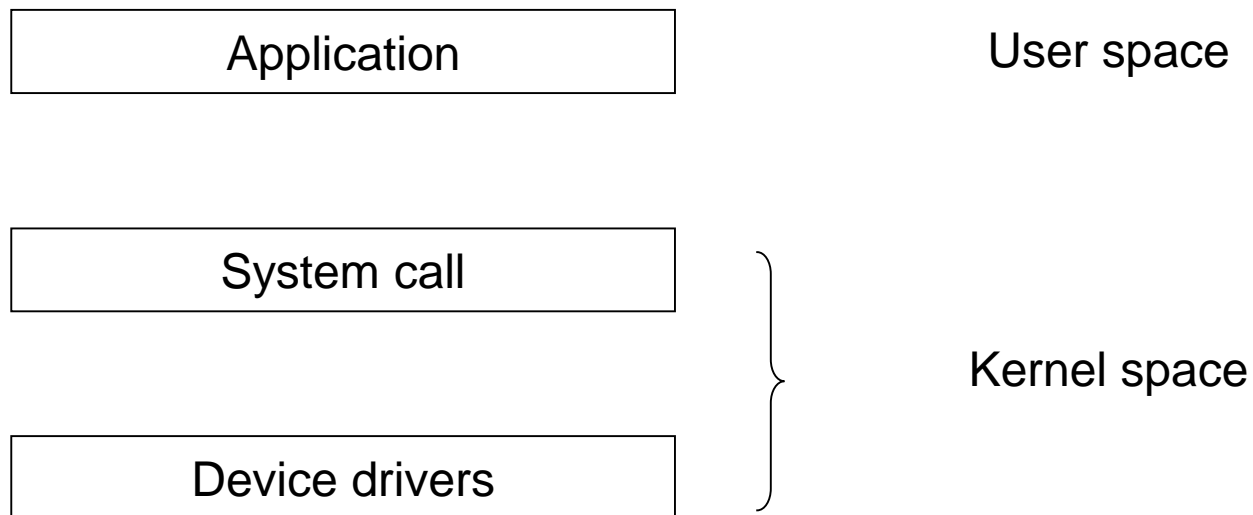 Application
User space
System call
Kernel space
Device drivers